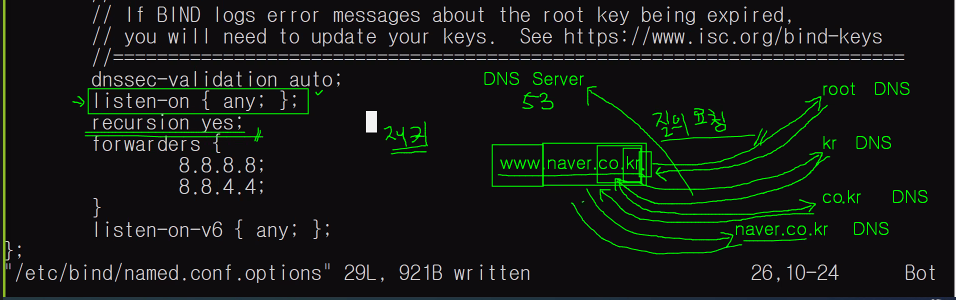 // If BIND logs error messages about the root key being expired,
// you will need to update your keys.  See https://www.isc.org/bind-keys
//========================================================================
dnssec-validation auto;
listen-on { any; };
recursion yes;
forwarders {
8.8.8.8;
8.8.4.4;
}
listen-on-v6 { any; };
};
"/etc/bind/named.conf.options" 29L, 921B written
26,10-24
Bot
DNS Server
53
재귀
질의 요청
www.naver.co.kr
root DNS
kr DNS
co.kr DNS
naver.co.kr DNS